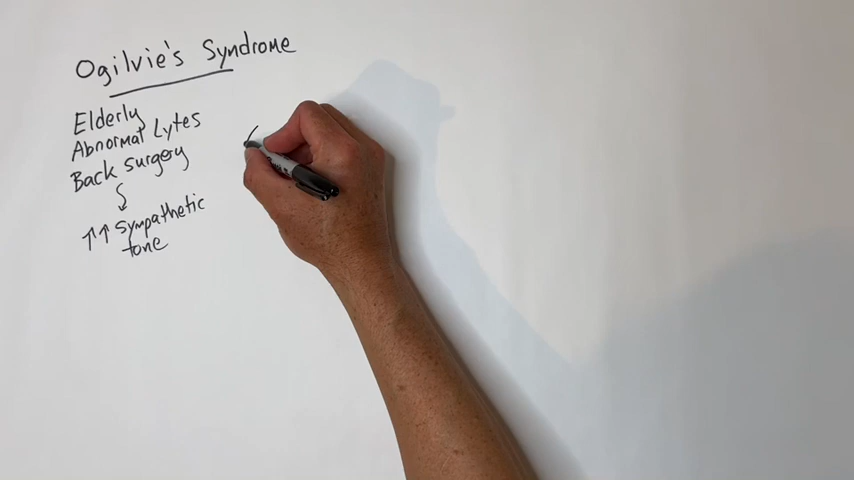 Ogilvie's Syndrome
Elderly
Abnormal Lytes
Back surgery
↑↑ Sympathetic
tone